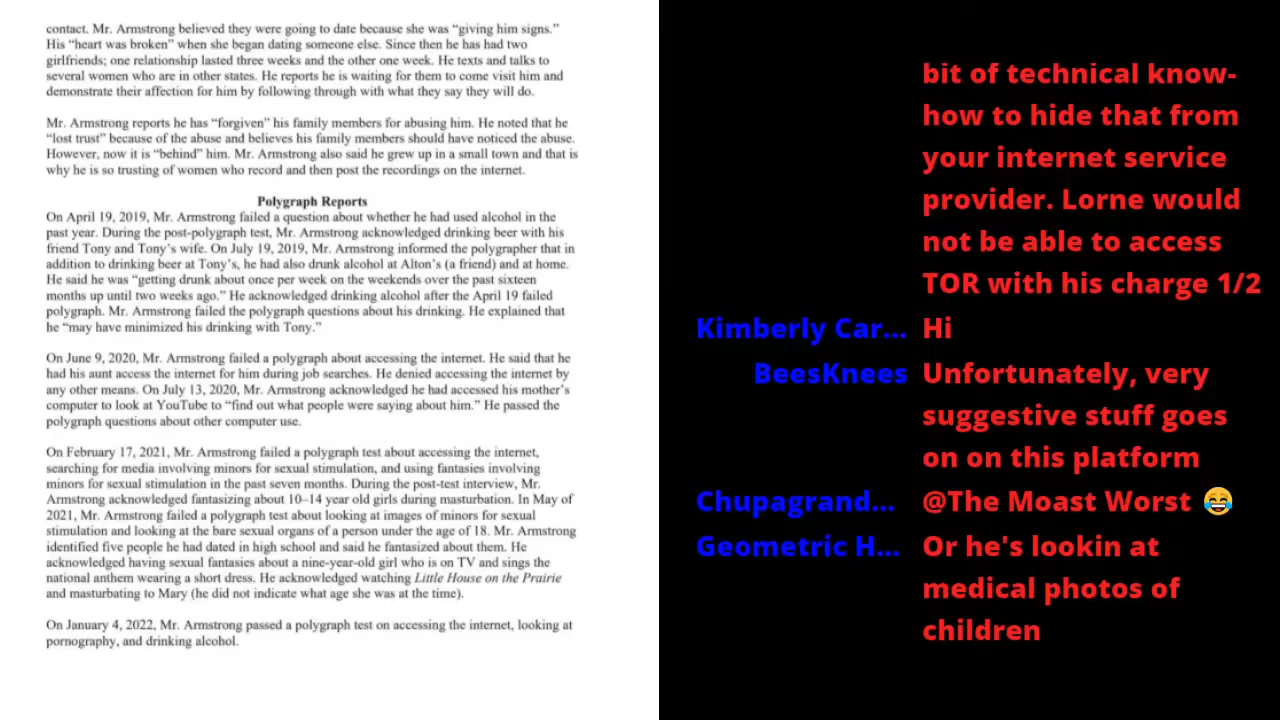 contact. Mr. Armstrong believed they were going to date because she was “giving him signs.”
His “heart was broken” when she began dating someone else. Since then he has had two
girlfriends; one relationship lasted three weeks and the other one week. He texts and talks to
several women who are in other states. He reports he is waiting for them to come visit him and
demonstrate their affection for him by following through with what they say they will do.
Mr. Armstrong reports he has “forgiven” his family members for abusing him. He noted that he
“lost trust” because of the abuse and believes his family members should have noticed the abuse.
However, now it is “behind” him. Mr. Armstrong also said he grew up in a small town and that is
why he is so trusting of women who record and then post the recordings on the internet.
Polygraph Reports
On April 19, 2019, Mr. Armstrong failed a question about whether he had used alcohol in the
past year. During the post-polygraph test, Mr. Armstrong acknowledged drinking beer with his
friend Tony and Tony’s wife. On July 19, 2019, Mr. Armstrong informed the polygrapher that in
addition to drinking beer at Tony’s, he had also drunk alcohol at Alton’s (a friend) and at home.
He said he was “getting drunk about once per week on the weekends over the past sixteen
months up until two weeks ago.” He acknowledged drinking alcohol after the April 19 failed
polygraph. Mr. Armstrong failed the polygraph questions about his drinking. He explained that
he “may have minimized his drinking with Tony.”
On June 9, 2020, Mr. Armstrong failed a polygraph about accessing the internet. He said that he
had his aunt access the internet for him during job searches. He denied accessing the internet by
any other means. On July 13, 2020, Mr. Armstrong acknowledged he had accessed his mother’s
computer to look at YouTube to “find out what people were saying about him.” He passed the
polygraph questions about other computer use.
On February 17, 2021, Mr. Armstrong failed a polygraph test about accessing the internet,
searching for media involving minors for sexual stimulation, and using fantasies involving
minors for sexual stimulation in the past seven months. During the post-test interview, Mr.
Armstrong acknowledged fantasizing about 10–14 year old girls during masturbation. In May of
2021, Mr. Armstrong failed a polygraph test about looking at images of minors for sexual
stimulation and looking at the bare sexual organs of a person under the age of 18. Mr. Armstrong
identified five people he had dated in high school and said he fantasized about them. He
acknowledged having sexual fantasies about a nine-year-old girl who is on TV and sings the
national anthem wearing a short dress. He acknowledged watching Little House on the Prairie
and masturbating to Mary (he did not indicate what age she was at the time).
On January 4, 2022, Mr. Armstrong passed a polygraph test on accessing the internet, looking at
pornography, and drinking alcohol.
bit of technical know-
how to hide that from
your internet service
provider. Lorne would
not be able to access
TOR with his charge 1/2
Kimberly Car... Hi
BeesKnees Unfortunately, very
suggestive stuff goes
on on this platform
Chupagrand... @The Moast Worst 😂
Geometric H... Or he's lookin at
medical photos of
children